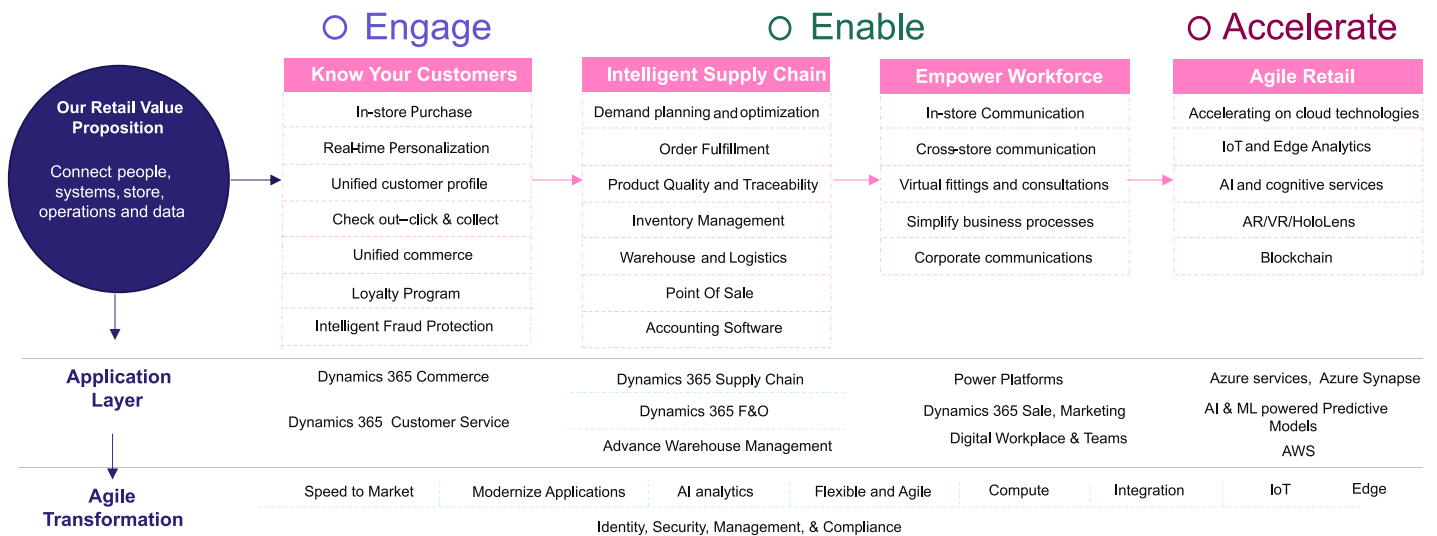 Engage
Enable
Accelerate
Our Retail Value
Proposition
Connect people,
systems, store,
operations and data
Know Your Customers
In-store Purchase
Real-time Personalization
Unified customer profile
Check out–click & collect
Unified commerce
Loyalty Program
Intelligent Fraud Protection
Intelligent Supply Chain
Demand planning and optimization
Order Fulfillment
Product Quality and Traceability
Inventory Management
Warehouse and Logistics
Point Of Sale
Accounting Software
Empower Workforce
In-store Communication
Cross-store communication
Virtual fittings and consultations
Simplify business processes
Corporate communications
Agile Retail
Accelerating on cloud technologies
IoT and Edge Analytics
AI and cognitive services
AR/VR/HoloLens
Blockchain
Application
Layer
Dynamics 365 Commerce
Dynamics 365 Customer Service
Dynamics 365 Supply Chain
Dynamics 365 F&O
Advance Warehouse Management
Power Platforms
Dynamics 365 Sale, Marketing
Digital Workplace & Teams
Azure services, Azure Synapse
AI & ML powered Predictive
Models
AWS
Agile
Transformation
Speed to Market
Modernize Applications
AI analytics
Flexible and Agile
Compute
Integration
IoT
Edge
Identity, Security, Management, & Compliance